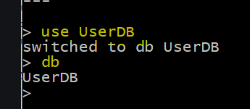 > use UserDB
switched to db UserDB
> db
UserDB
>